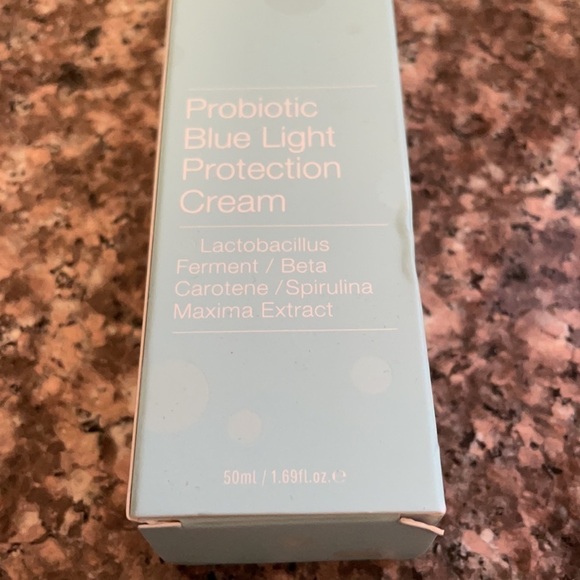 Probiotic
Blue Light
Protection
Cream
Lactobacillus
Ferment / Beta
Carotene / Spirulina
Maxima Extract
50ml / 1.69fl.oz.℮